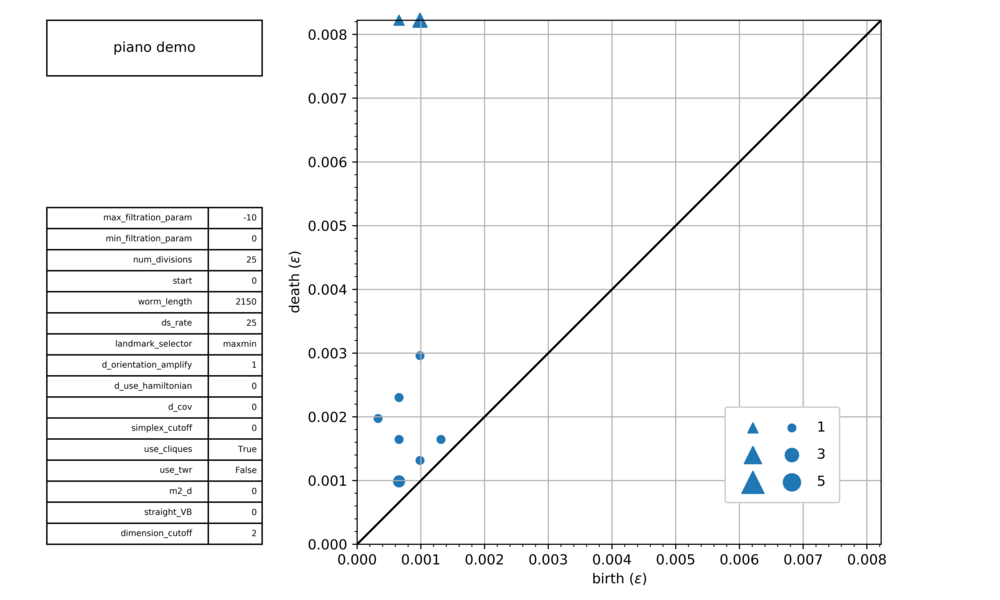 piano demo
max_filtration_param -10
min_filtration_param 0
num_divisions 25
start 0
worm_length 2150
ds_rate 25
landmark_selector maxmin
d_orientation_amplify 1
d_use_hamiltonian 0
d_cov 0
simplex_cutoff 0
use_cliques True
use_twr False
m2_d 0
straight_VB 0
dimension_cutoff 2
death (ε)
0.008
0.007
0.006
0.005
0.004
0.003
0.002
0.001
0.000
1
3
5
0.000 0.001 0.002 0.003 0.004 0.005 0.006 0.007 0.008
birth (ε)